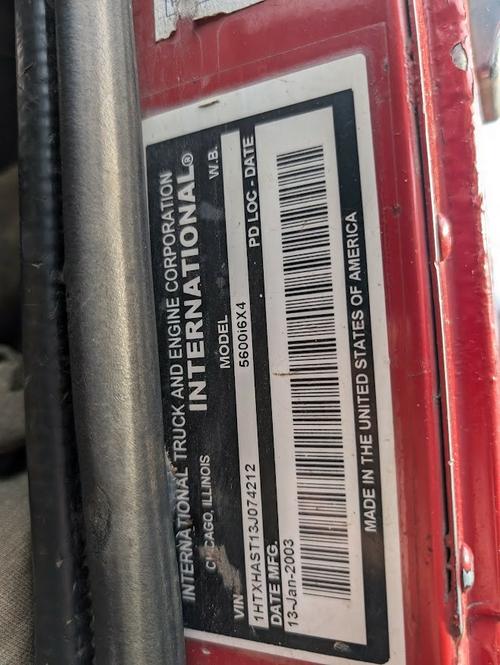 INTERNATIONAL TRUCK AND ENGINE CORPORATION
CHICAGO, ILLINOIS INTERNATIONAL®
VIN MODEL W.B.
1HTXHAST13J074212 5600i6X4
DATE MFG. PD LOC - DATE
13-Jan-2003
MADE IN THE UNITED STATES OF AMERICA